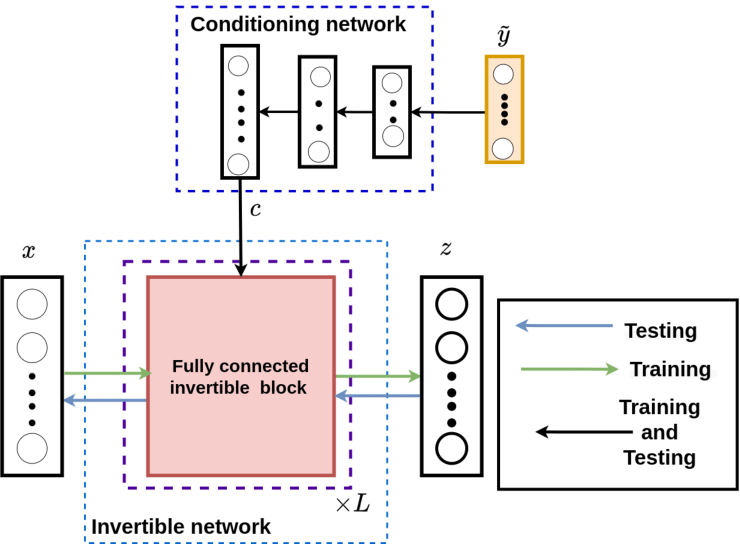 Conditioning network
ỹ
c
x
z
Fully connected
invertible block
×L
Invertible network
Testing
Training
Training
and
Testing